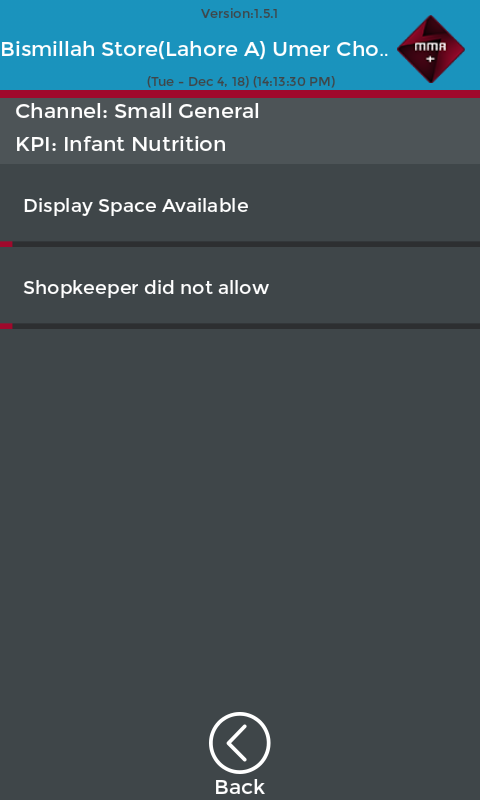 Version:1.5.1
Bismillah Store(Lahore A) Umer Cho..
MMA
+
(Tue - Dec 4, 18) (14:13:30 PM)
Channel: Small General
KPI: Infant Nutrition
Display Space Available
Shopkeeper did not allow
Back